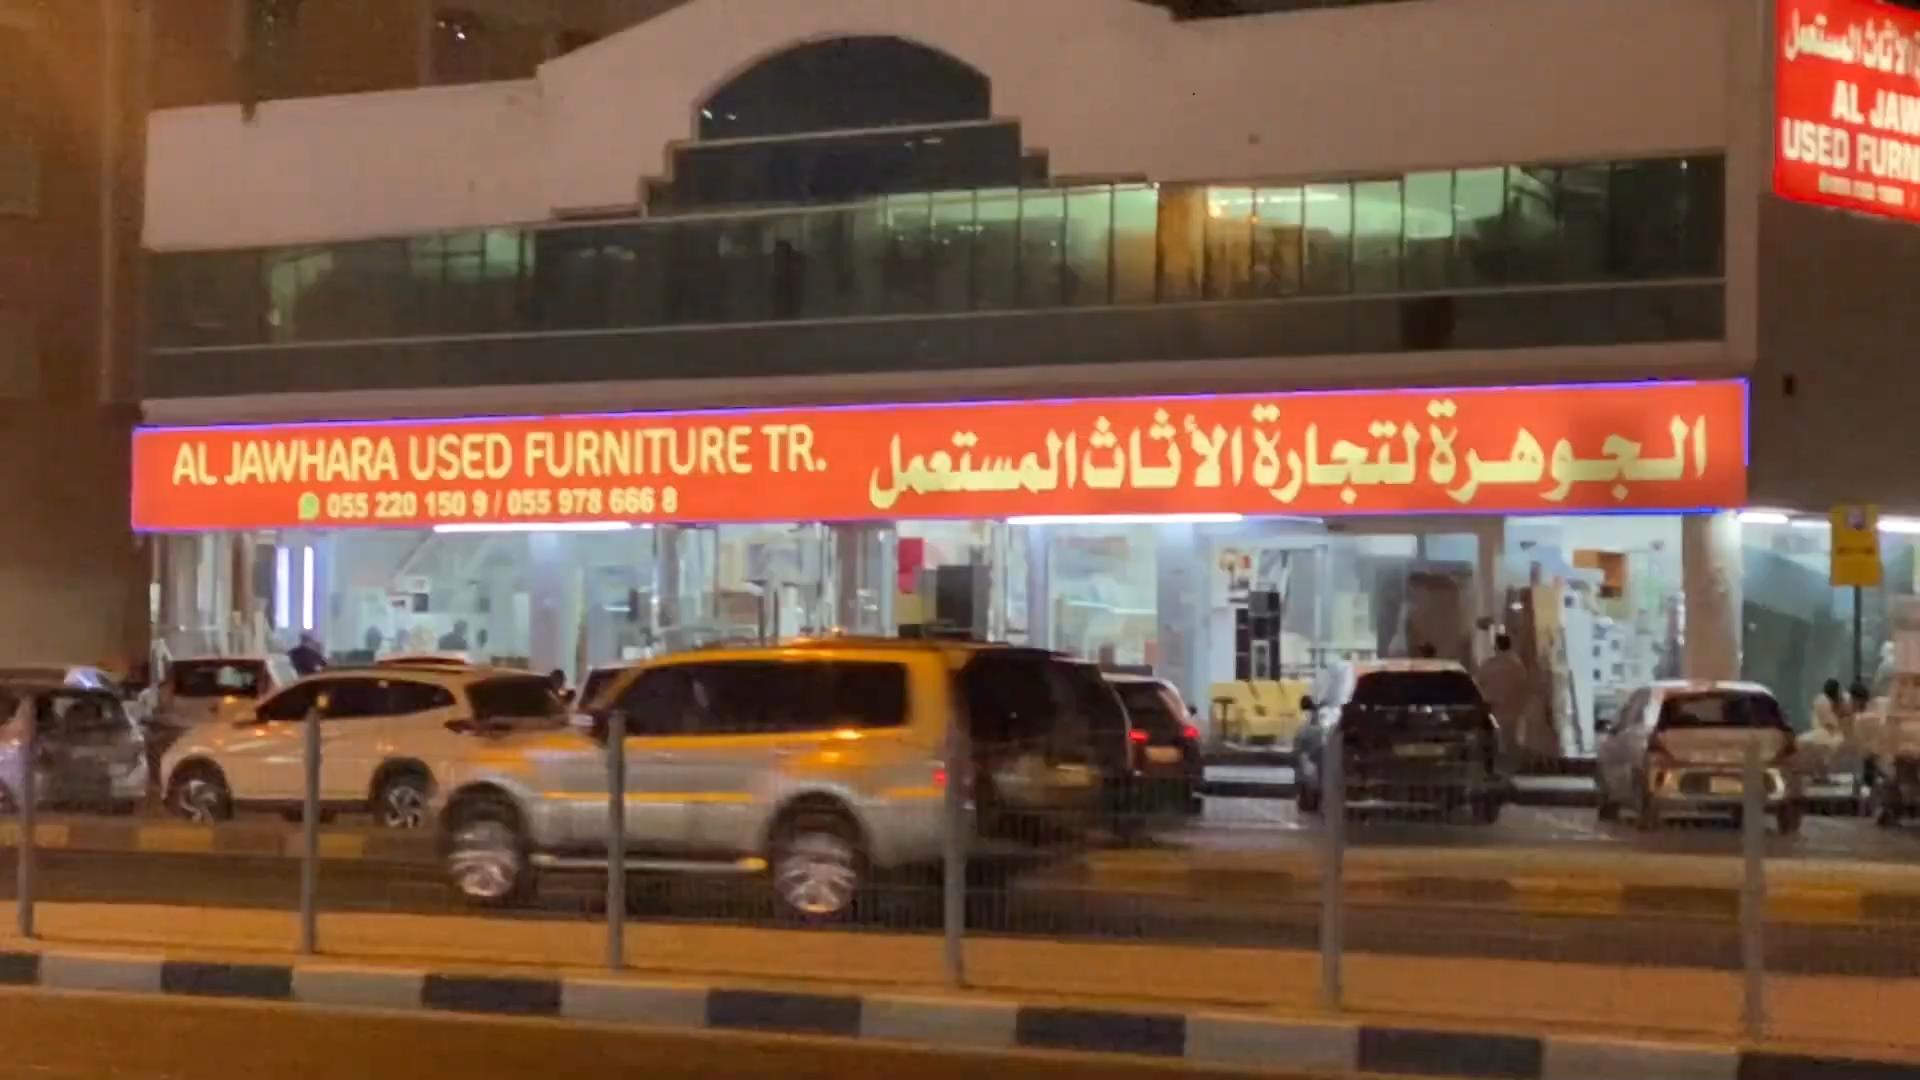 AL JAWHARA USED FURNITURE TR.
055 220 150 9 / 055 978 666 8
الجوهرة لتجارة الأثاث المستعمل
الأثاث المستعمل
AL JAW
USED FURN